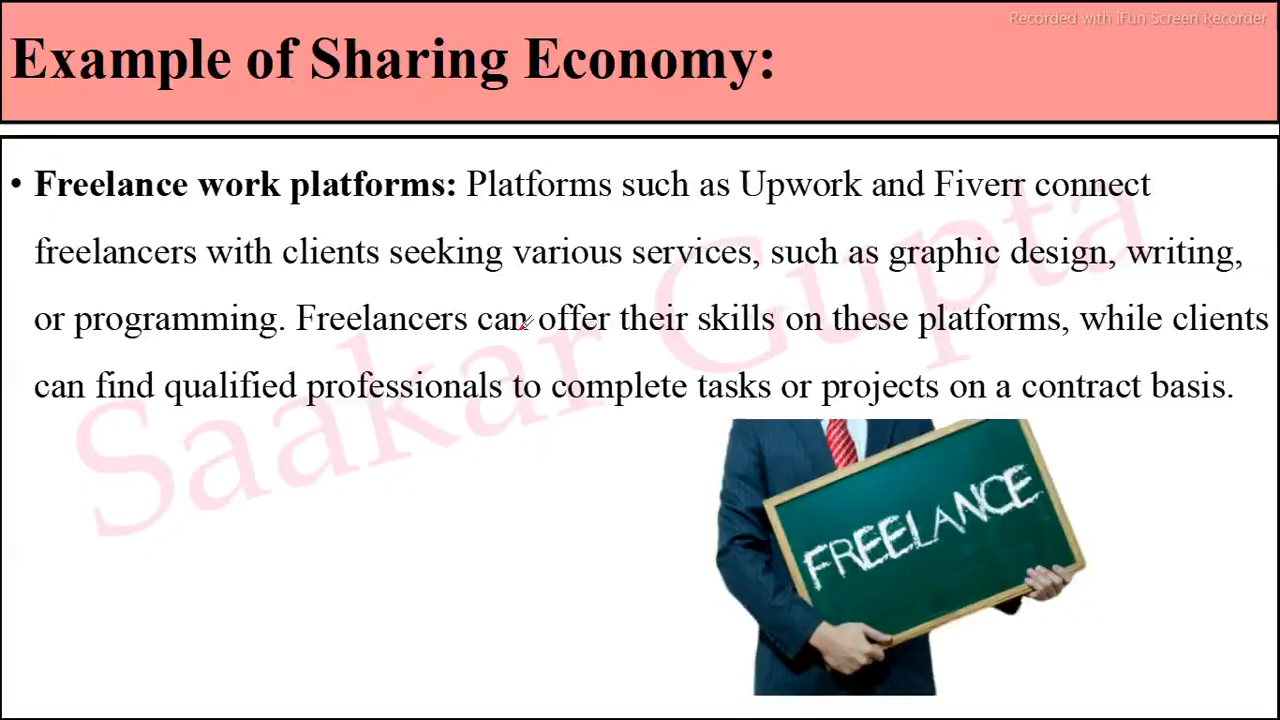 Recorded with iFun Screen Recorder
Example of Sharing Economy:
• Freelance work platforms: Platforms such as Upwork and Fiverr connect
freelancers with clients seeking various services, such as graphic design, writing,
or programming. Freelancers can offer their skills on these platforms, while clients
can find qualified professionals to complete tasks or projects on a contract basis.
Saakar Gupta
FREELANCE